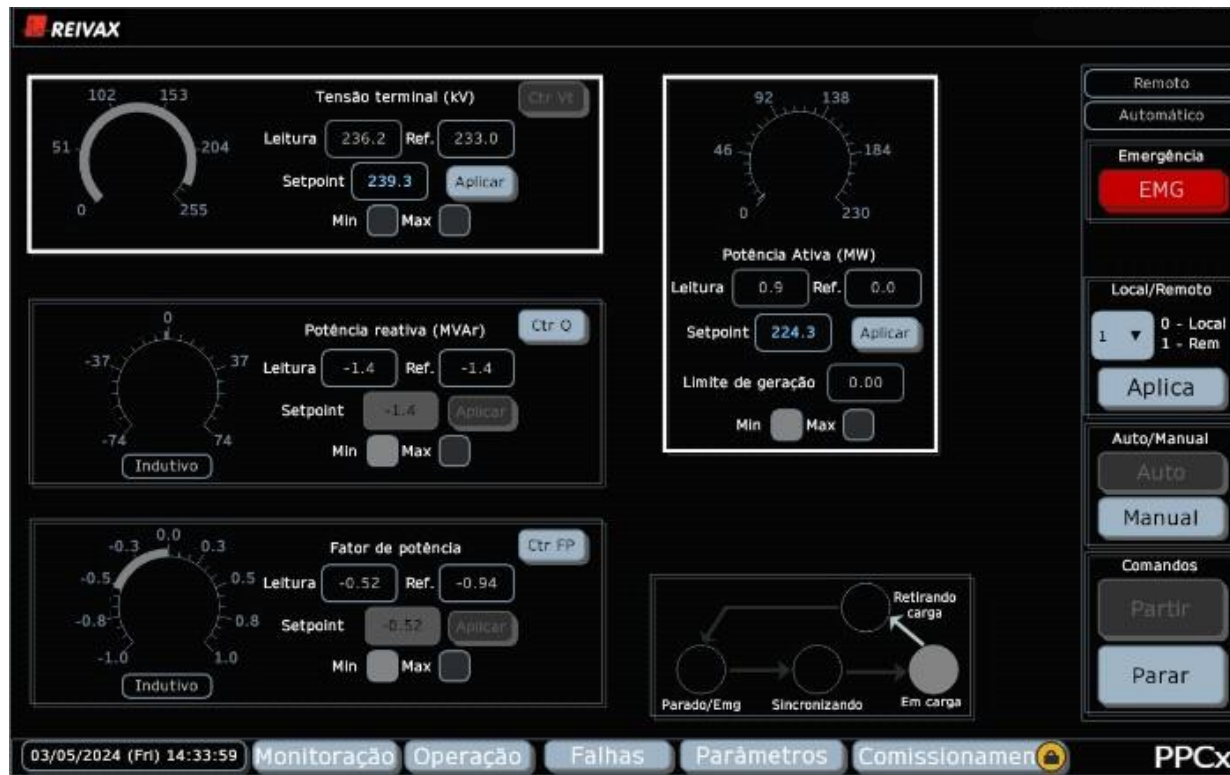 REIVAX
Tensão terminal (kV)
Ctr Vt
0
51
102
153
204
255
Leitura 236.2 Ref. 233.0
Setpoint 239.3 Aplicar
Min Max
Potência reativa (MVAr)
Ctr Q
-74
-37
0
37
74
Indutivo
Leitura -1.4 Ref. -1.4
Setpoint -1.4 Aplicar
Min Max
Fator de potência
Ctr FP
-1.0
-0.8
-0.5
-0.3
0.0
0.3
0.5
0.8
1.0
Indutivo
Leitura -0.52 Ref. -0.94
Setpoint -0.52 Aplicar
Min Max
0
46
92
138
184
230
Potência Ativa (MW)
Leitura 0.9 Ref. 0.0
Setpoint 224.3 Aplicar
Limite de geração 0.00
Min Max
Retirando
carga
Parado/Emg Sincronizando Em carga
Remoto
Automático
Emergência
EMG
Local/Remoto
1 ▼ 0 - Local
1 - Rem
Aplica
Auto/Manual
Auto
Manual
Comandos
Partir
Parar
03/05/2024 (Fri) 14:33:59 Monitoração Operação Falhas Parâmetros Comissionamen PPCx